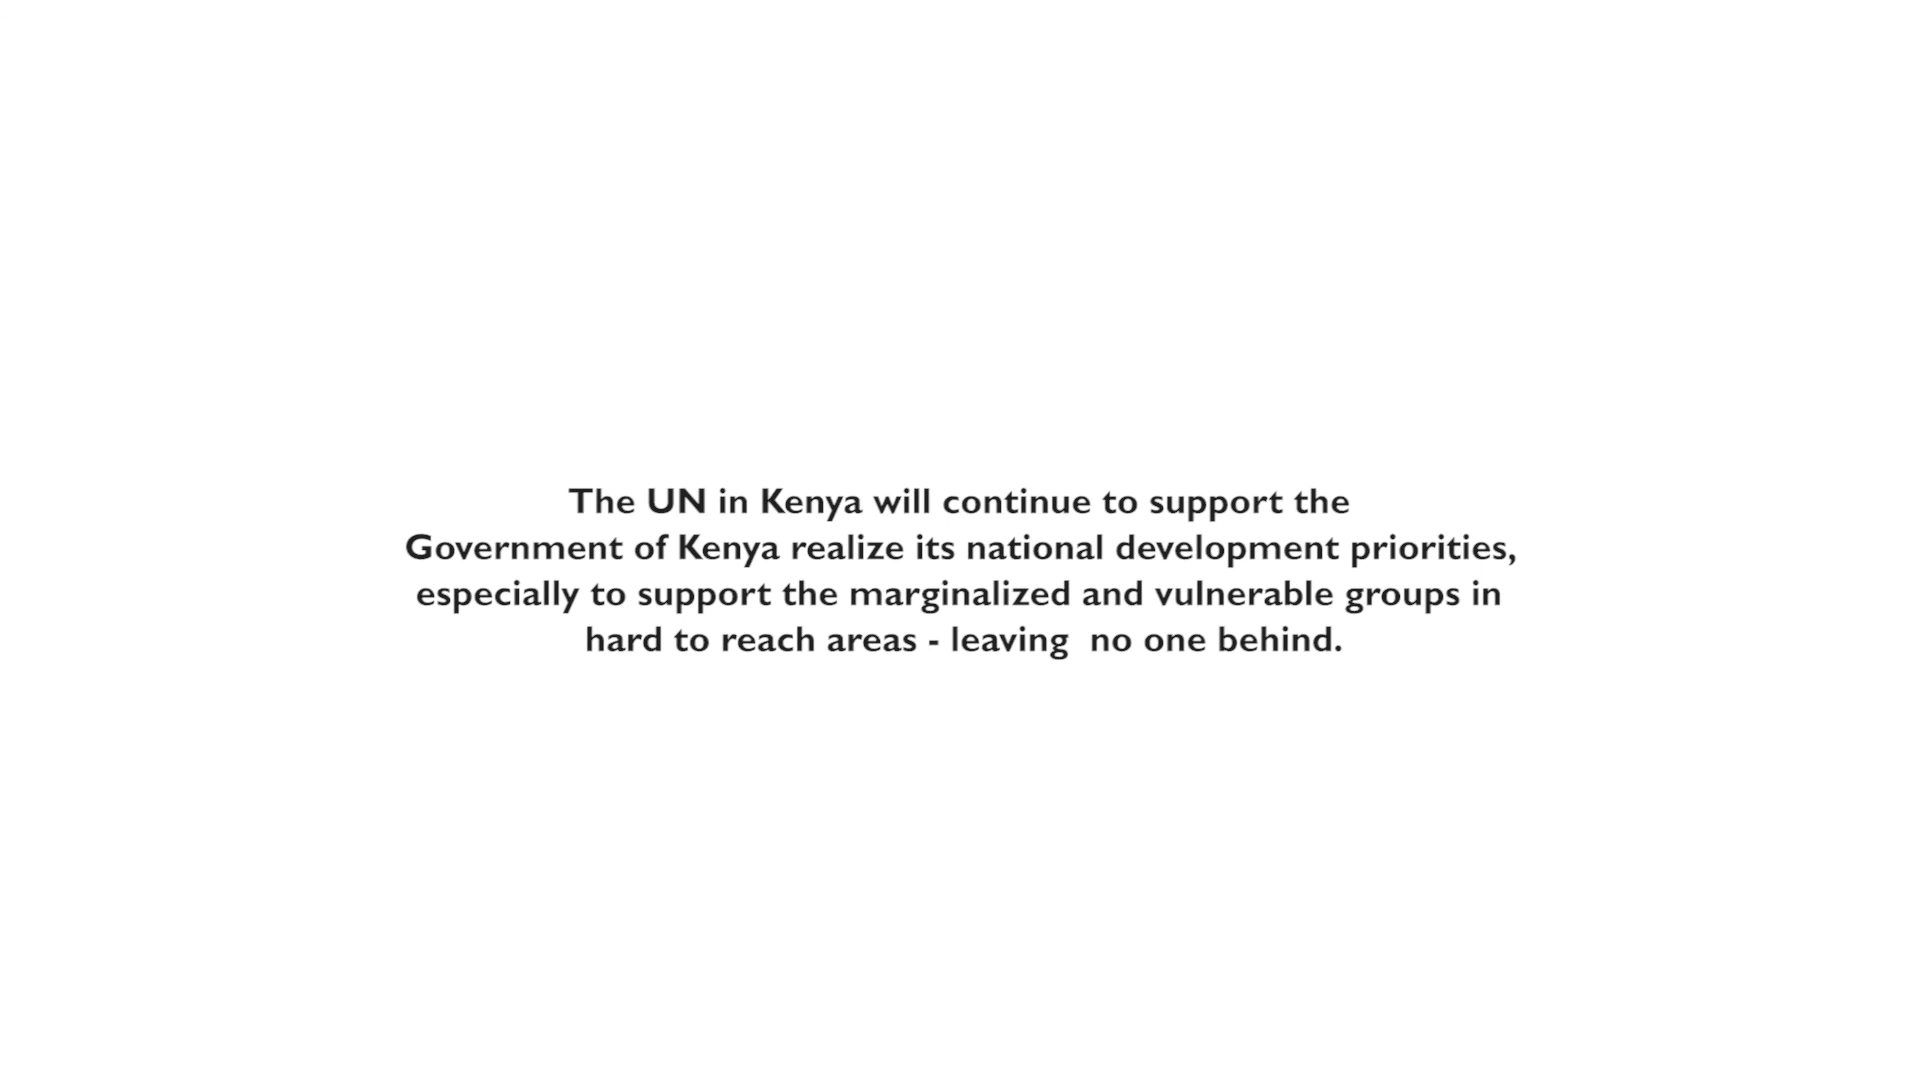 The UN in Kenya will continue to support the
Government of Kenya realize its national development priorities,
especially to support the marginalized and vulnerable groups in
hard to reach areas - leaving  no one behind.